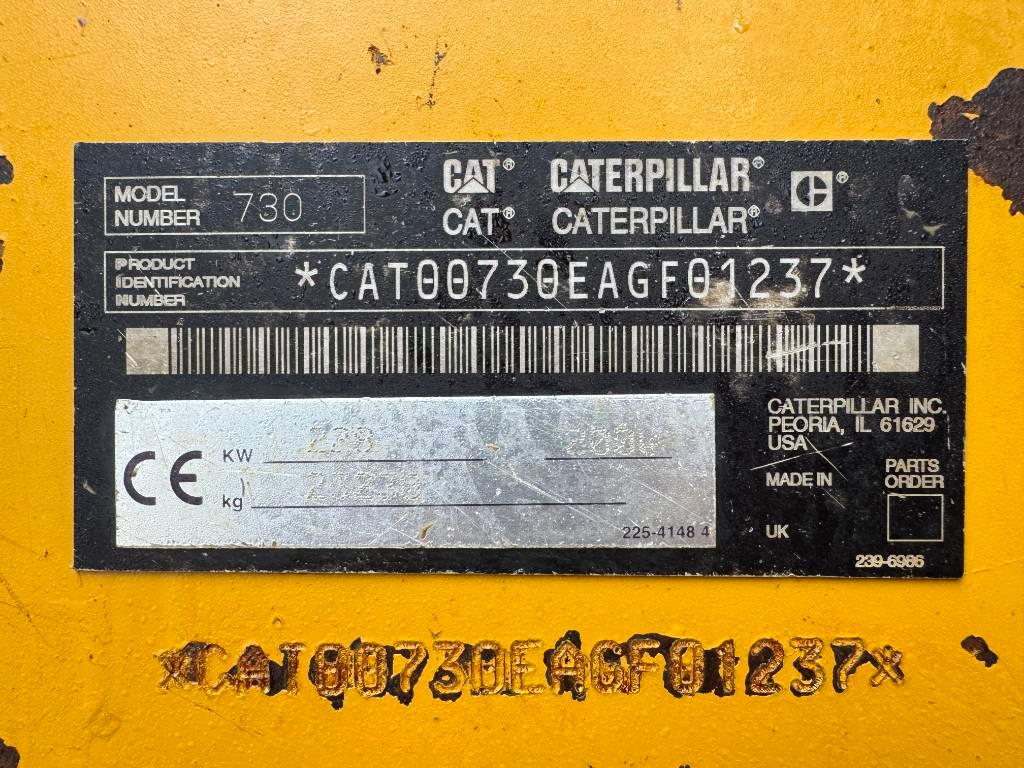 MODEL NUMBER 730
CAT® CATERPILLAR® C®
CAT® CATERPILLAR®
PRODUCT IDENTIFICATION NUMBER *CAT00730EAGF01237*
CE
KW
kg
225-4148 4
CATERPILLAR INC.
PEORIA, IL 61629
USA
MADE IN
UK
PARTS
ORDER
239-6986
*CAT00730EAGF01237*